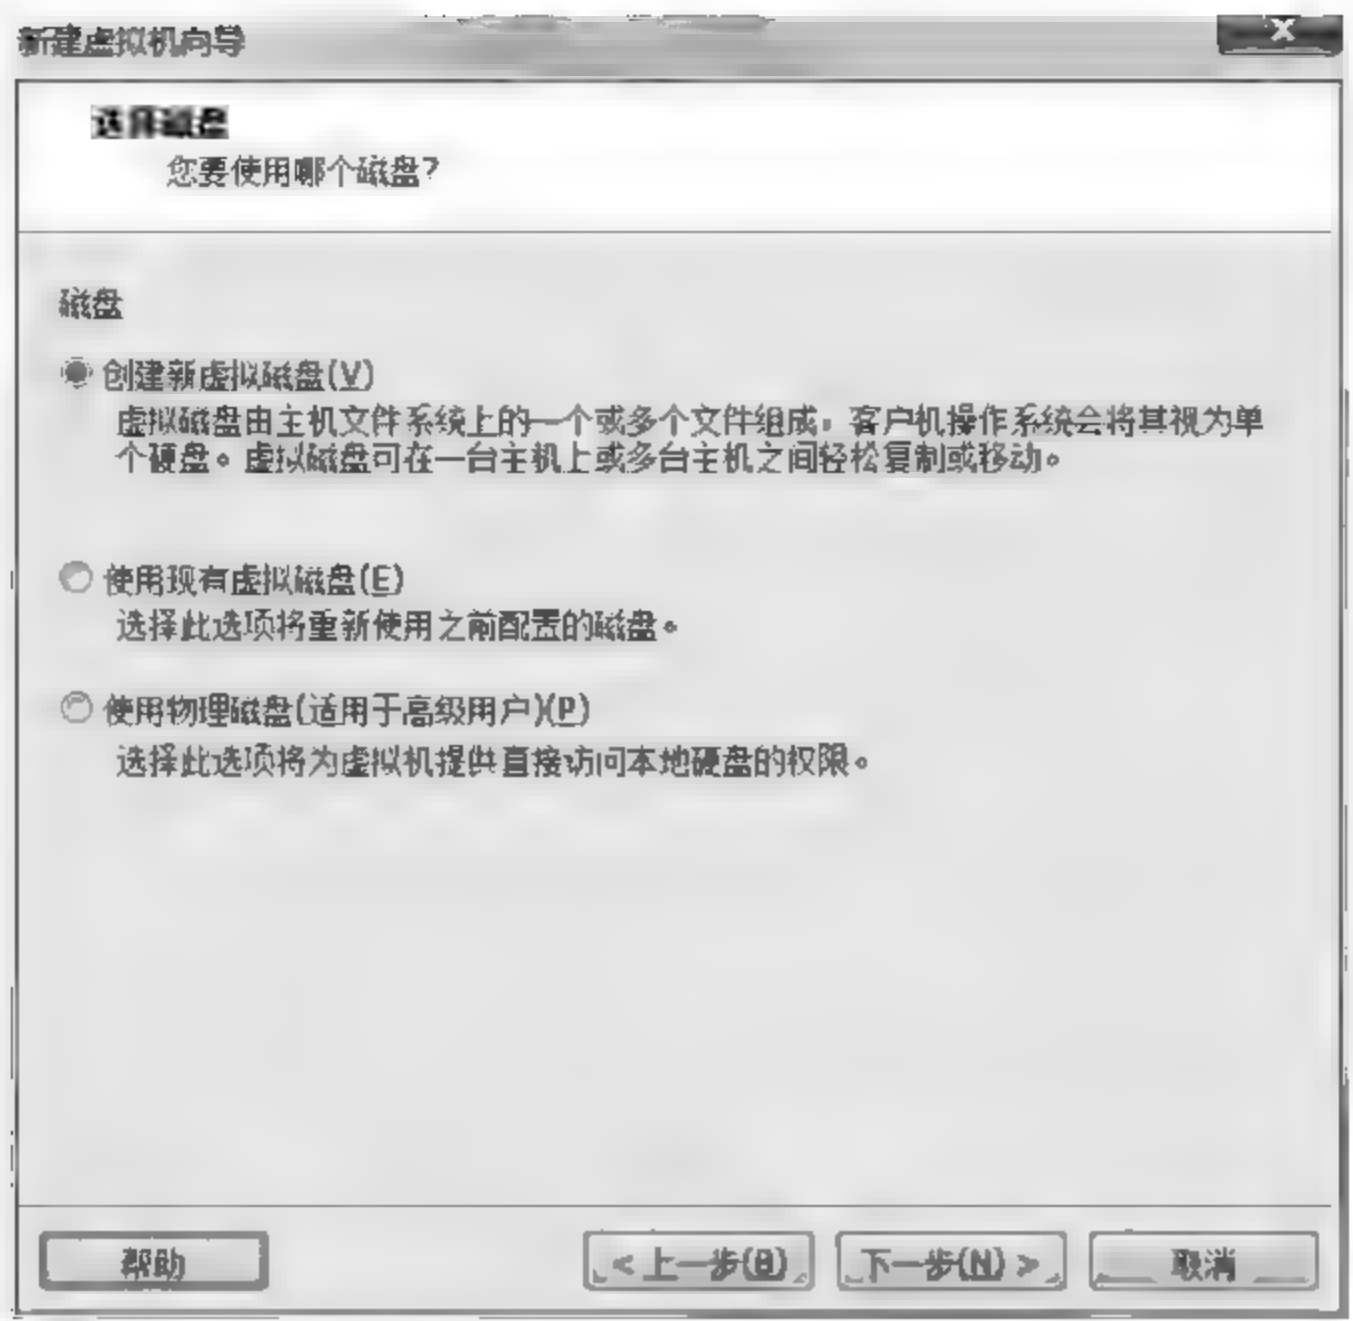 新建虚拟机向导
选择磁盘
您要使用哪个磁盘?
磁盘
创建新虚拟磁盘(V)
虚拟磁盘由主机文件系统上的一个或多个文件组成，客户机操作系统会将其视为单
个硬盘。虚拟磁盘可在一台主机上或多台主机之间轻松复制或移动。
使用现有虚拟磁盘(E)
选择此选项将重新使用之前配置的磁盘。
使用物理磁盘(适用于高级用户)(P)
选择此选项将为虚拟机提供直接访问本地硬盘的权限。
帮助
<上一步(B)
下一步(N) >
取消